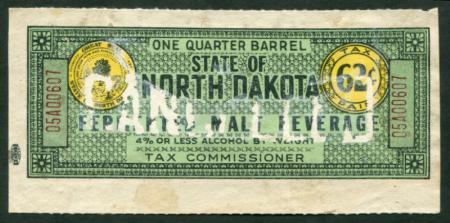 ONE QUARTER BARREL
STATE OF
NORTH DAKOTA
TAX
62¢
PAID
05A00607
05A00607
CANCELLED
FERMENTED MALT BEVERAGE
4% OR LESS ALCOHOL BY WEIGHT
TAX COMMISSIONER